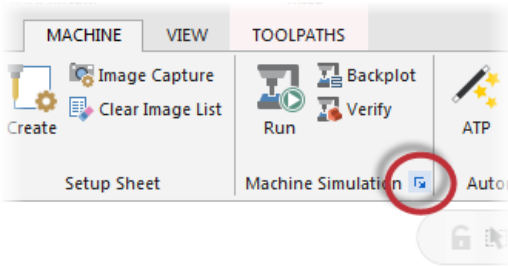 MACHINE VIEW TOOLPATHS
Create
Image Capture
Clear Image List
Setup Sheet
Run
Backplot
Verify
Machine Simulation
ATP